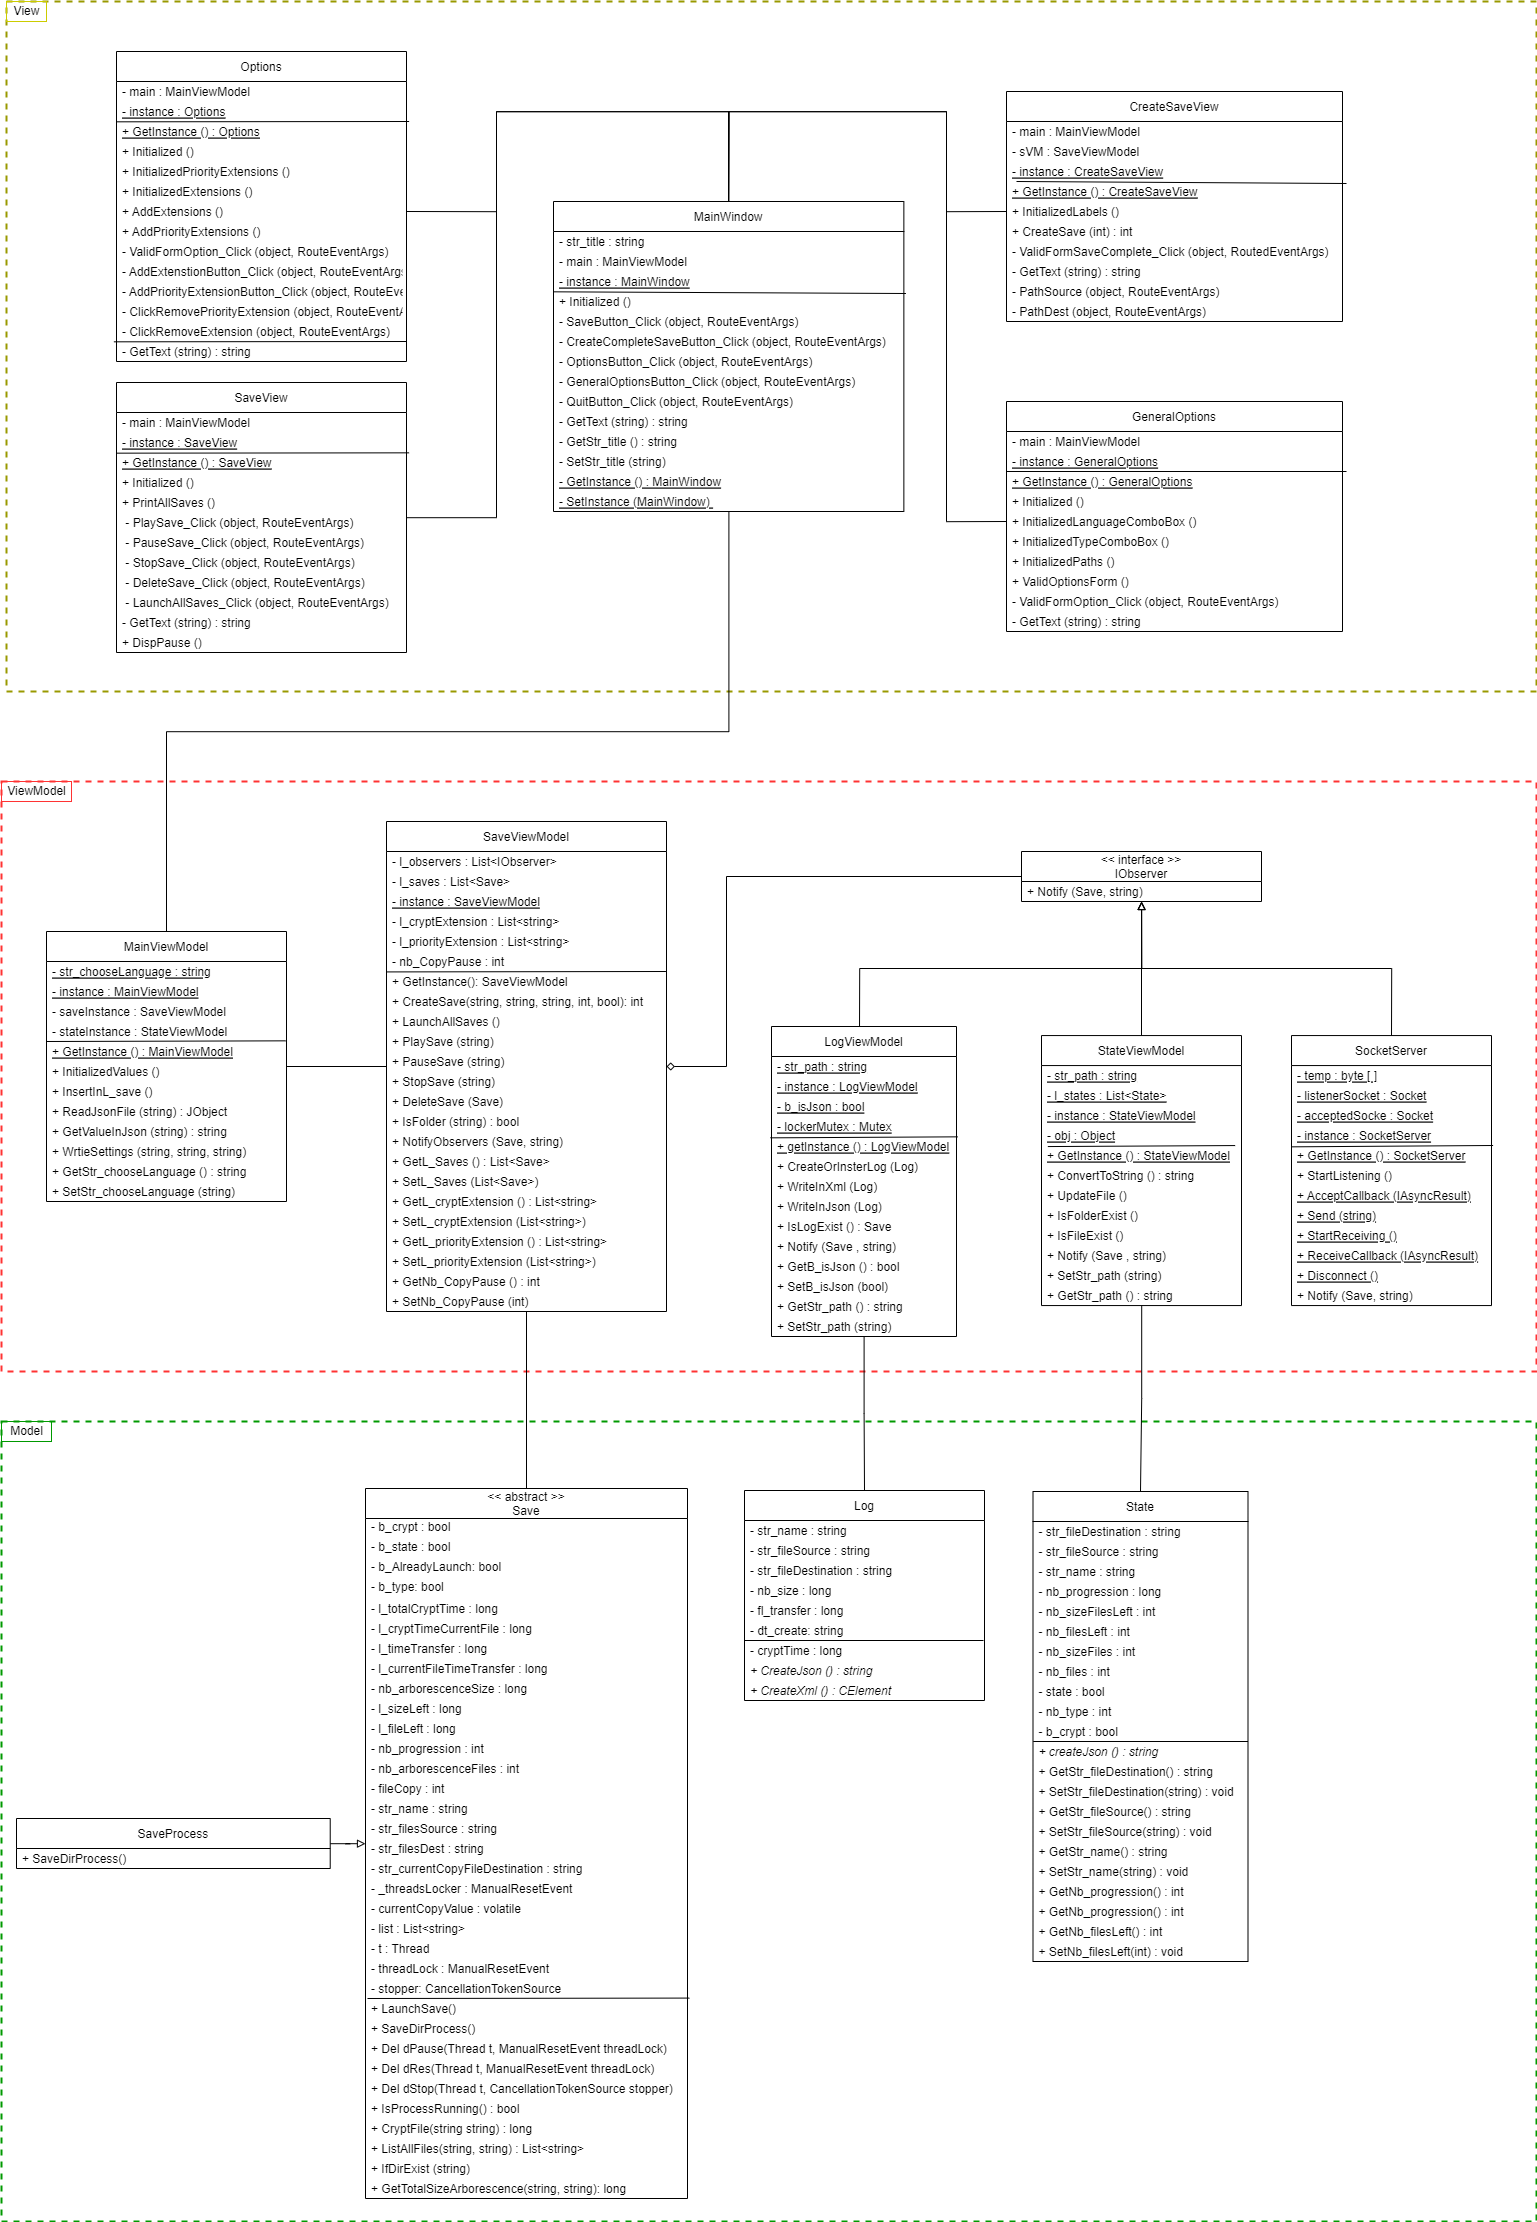 View
Options
- main : MainViewModel
- instance : Options
+ GetInstance () : Options
+ Initialized ()
+ InitializedPriorityExtensions ()
+ InitializedExtensions ()
+ AddExtensions ()
+ AddPriorityExtensions ()
- ValidFormOption_Click (object, RouteEventArgs)
- AddExtenstionButton_Click (object, RouteEventArgs
- AddPriorityExtensionButton_Click (object, RouteEve
- ClickRemovePriorityExtension (object, RouteEventA
- ClickRemoveExtension (object, RouteEventArgs)
- GetText (string) : string
SaveView
- main : MainViewModel
- instance : SaveView
+ GetInstance () : SaveView
+ Initialized ()
+ PrintAllSaves ()
- PlaySave_Click (object, RouteEventArgs)
- PauseSave_Click (object, RouteEventArgs)
- StopSave_Click (object, RouteEventArgs)
- DeleteSave_Click (object, RouteEventArgs)
- LaunchAllSaves_Click (object, RouteEventArgs)
- GetText (string) : string
+ DispPause ()
MainWindow
- str_title : string
- main : MainViewModel
- instance : MainWindow
+ Initialized ()
- SaveButton_Click (object, RouteEventArgs)
- CreateCompleteSaveButton_Click (object, RouteEventArgs)
- OptionsButton_Click (object, RouteEventArgs)
- GeneralOptionsButton_Click (object, RouteEventArgs)
- QuitButton_Click (object, RouteEventArgs)
- GetText (string) : string
- GetStr_title () : string
- SetStr_title (string)
- GetInstance () : MainWindow
- SetInstance (MainWindow)
CreateSaveView
- main : MainViewModel
- sVM : SaveViewModel
- instance : CreateSaveView
+ GetInstance () : CreateSaveView
+ InitializedLabels ()
+ CreateSave (int) : int
- ValidFormSaveComplete_Click (object, RoutedEventArgs)
- GetText (string) : string
- PathSource (object, RouteEventArgs)
- PathDest (object, RouteEventArgs)
GeneralOptions
- main : MainViewModel
- instance : GeneralOptions
+ GetInstance () : GeneralOptions
+ Initialized ()
+ InitializedLanguageComboBox ()
+ InitializedTypeComboBox ()
+ InitializedPaths ()
+ ValidOptionsForm ()
- ValidFormOption_Click (object, RouteEventArgs)
- GetText (string) : string
ViewModel
MainViewModel
- str_chooseLanguage : string
- instance : MainViewModel
- saveInstance : SaveViewModel
- stateInstance : StateViewModel
+ GetInstance () : MainViewModel
+ InitializedValues ()
+ InsertInL_save ()
+ ReadJsonFile (string) : JObject
+ GetValueInJson (string) : string
+ WrtieSettings (string, string, string)
+ GetStr_chooseLanguage () : string
+ SetStr_chooseLanguage (string)
SaveViewModel
- l_observers : List<IObserver>
- l_saves : List<Save>
- instance : SaveViewModel
- l_cryptExtension : List<string>
- l_priorityExtension : List<string>
- nb_CopyPause : int
+ GetInstance(): SaveViewModel
+ CreateSave(string, string, string, int, bool): int
+ LaunchAllSaves ()
+ PlaySave (string)
+ PauseSave (string)
+ StopSave (string)
+ DeleteSave (Save)
+ IsFolder (string) : bool
+ NotifyObservers (Save, string)
+ GetL_Saves () : List<Save>
+ SetL_Saves (List<Save>)
+ GetL_cryptExtension () : List<string>
+ SetL_cryptExtension (List<string>)
+ GetL_priorityExtension () : List<string>
+ SetL_priorityExtension (List<string>)
+ GetNb_CopyPause () : int
+ SetNb_CopyPause (int)
<< interface >>
IObserver
+ Notify (Save, string)
LogViewModel
- str_path : string
- instance : LogViewModel
- b_isJson : bool
- lockerMutex : Mutex
+ getInstance () : LogViewModel
+ CreateOrInsterLog (Log)
+ WriteInXml (Log)
+ WriteInJson (Log)
+ IsLogExist () : Save
+ Notify (Save , string)
+ GetB_isJson () : bool
+ SetB_isJson (bool)
+ GetStr_path () : string
+ SetStr_path (string)
StateViewModel
- str_path : string
- l_states : List<State>
- instance : StateViewModel
- obj : Object
+ GetInstance () : StateViewModel
+ ConvertToString () : string
+ UpdateFile ()
+ IsFolderExist ()
+ IsFileExist ()
+ Notify (Save , string)
+ SetStr_path (string)
+ GetStr_path () : string
SocketServer
- temp : byte [ ]
- listenerSocket : Socket
- acceptedSocke : Socket
- instance : SocketServer
+ GetInstance () : SocketServer
+ StartListening ()
+ AcceptCallback (IAsyncResult)
+ Send (string)
+ StartReceiving ()
+ ReceiveCallback (IAsyncResult)
+ Disconnect ()
+ Notify (Save, string)
Model
SaveProcess
+ SaveDirProcess()
<< abstract >>
Save
- b_crypt : bool
- b_state : bool
- b_AlreadyLaunch: bool
- b_type: bool
- l_totalCryptTime : long
- l_cryptTimeCurrentFile : long
- l_timeTransfer : long
- l_currentFileTimeTransfer : long
- nb_arborescenceSize : long
- l_sizeLeft : long
- l_fileLeft : long
- nb_progression : int
- nb_arborescenceFiles : int
- fileCopy : int
- str_name : string
- str_filesSource : string
- str_filesDest : string
- str_currentCopyFileDestination : string
- _threadsLocker : ManualResetEvent
- currentCopyValue : volatile
- list : List<string>
- t : Thread
- threadLock : ManualResetEvent
- stopper: CancellationTokenSource
+ LaunchSave()
+ SaveDirProcess()
+ Del dPause(Thread t, ManualResetEvent threadLock)
+ Del dRes(Thread t, ManualResetEvent threadLock)
+ Del dStop(Thread t, CancellationTokenSource stopper)
+ IsProcessRunning() : bool
+ CryptFile(string string) : long
+ ListAllFiles(string, string) : List<string>
+ IfDirExist (string)
+ GetTotalSizeArborescence(string, string): long
Log
- str_name : string
- str_fileSource : string
- str_fileDestination : string
- nb_size : long
- fl_transfer : long
- dt_create: string
- cryptTime : long
+ CreateJson () : string
+ CreateXml () : CElement
State
- str_fileDestination : string
- str_fileSource : string
- str_name : string
- nb_progression : long
- nb_sizeFilesLeft : int
- nb_filesLeft : int
- nb_sizeFiles : int
- nb_files : int
- state : bool
- nb_type : int
- b_crypt : bool
+ createJson () : string
+ GetStr_fileDestination() : string
+ SetStr_fileDestination(string) : void
+ GetStr_fileSource() : string
+ SetStr_fileSource(string) : void
+ GetStr_name() : string
+ SetStr_name(string) : void
+ GetNb_progression() : int
+ GetNb_progression() : int
+ GetNb_filesLeft() : int
+ SetNb_filesLeft(int) : void